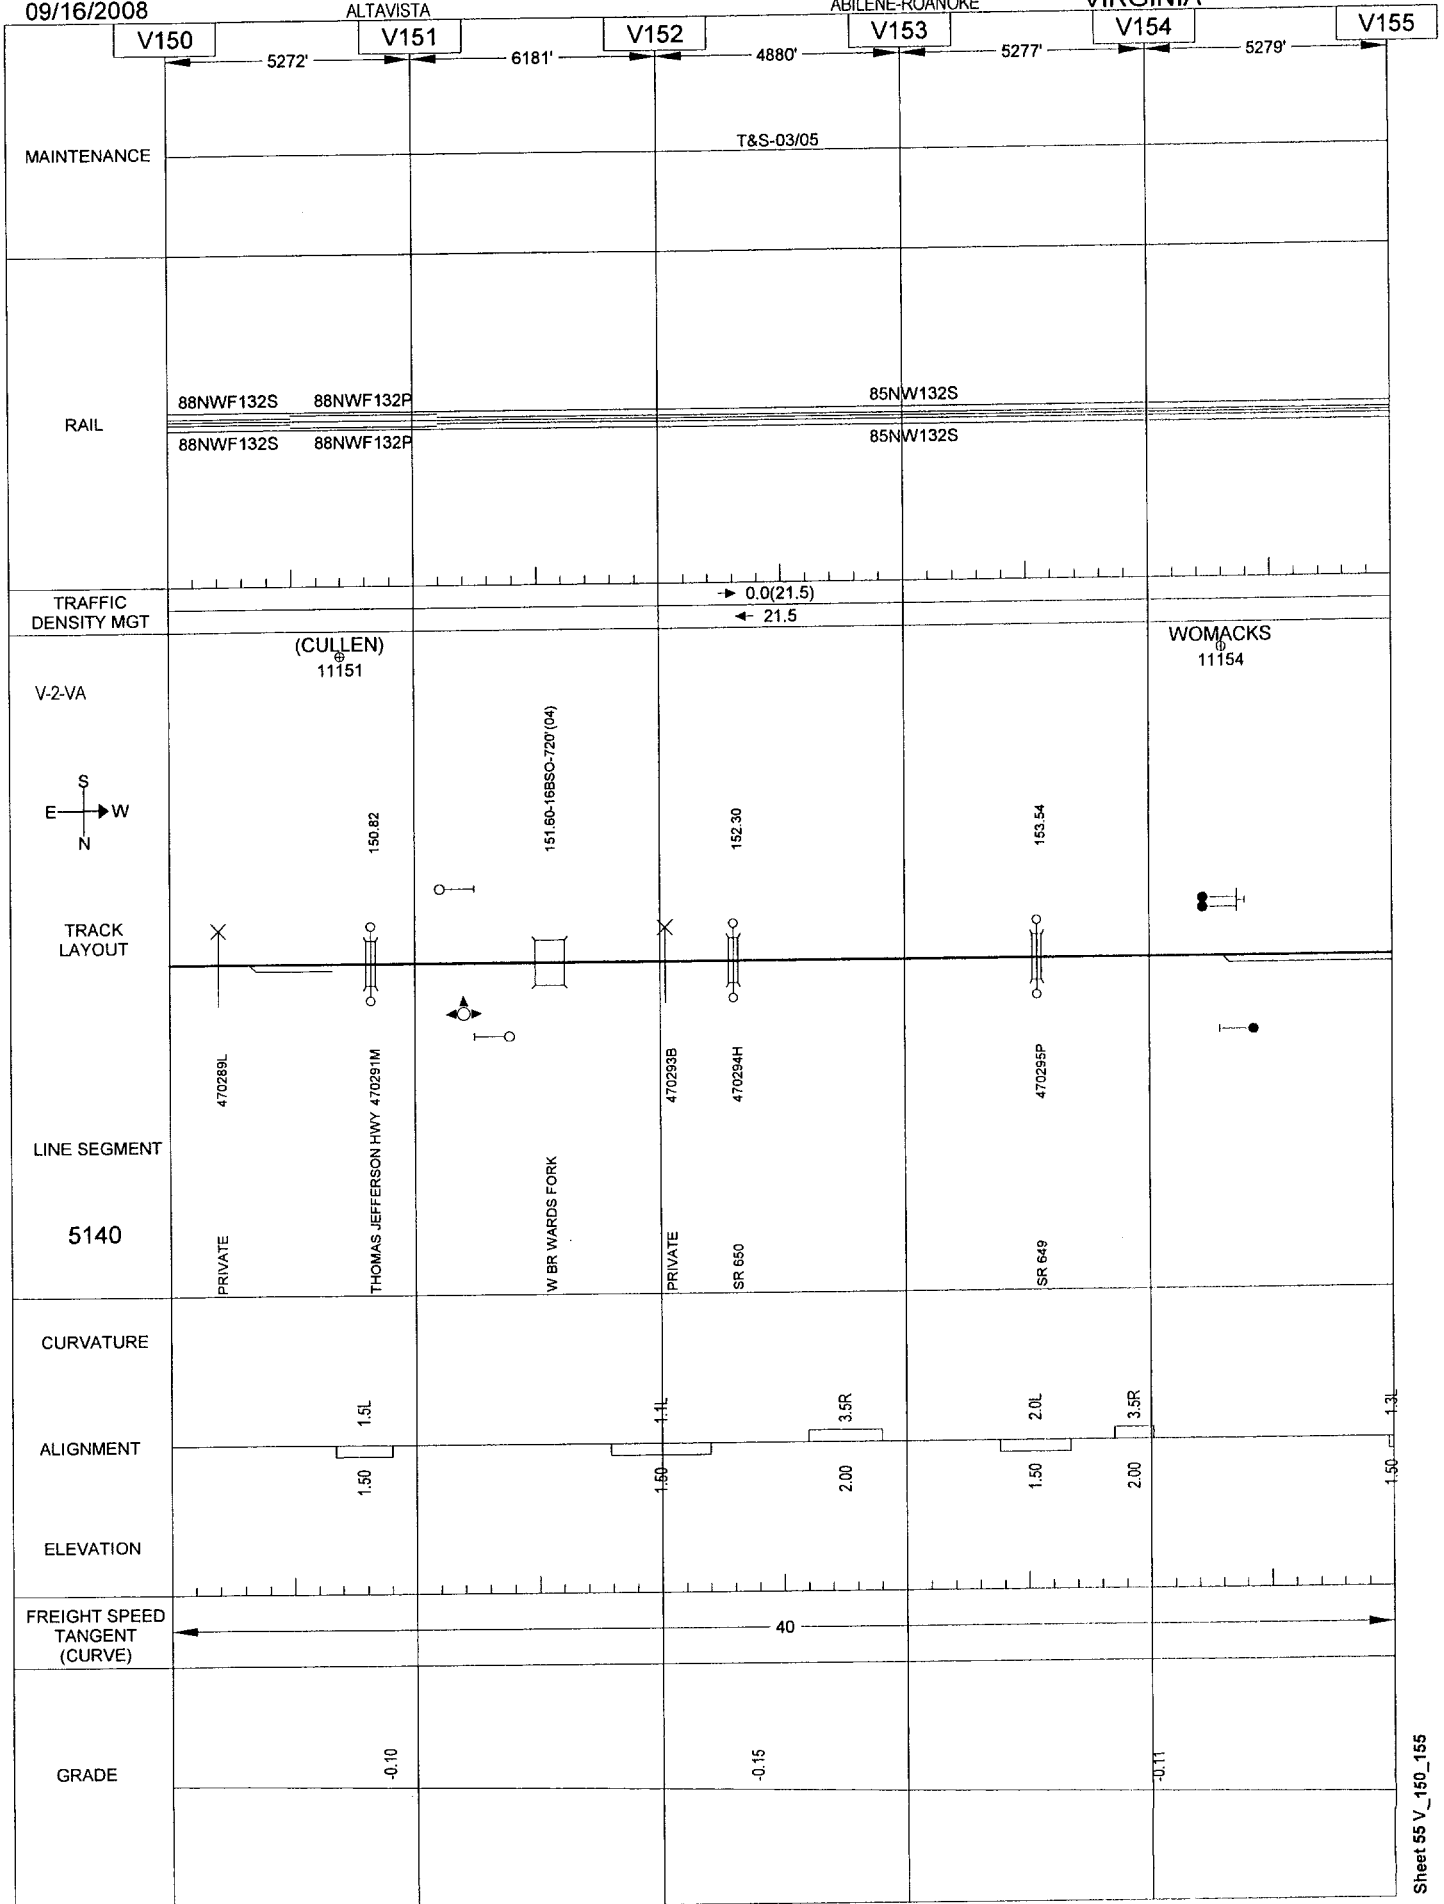 09/16/2008
ALTAVISTA
ABILENE-ROANOKE
VIRGINIA
V150
V151
V152
V153
V154
V155
5272'
6181'
4880'
5277'
5279'
MAINTENANCE
T&S-03/05
RAIL
88NWF132S
88NWF132P
85NW132S
88NWF132S
88NWF132P
85NW132S
TRAFFIC
DENSITY MGT
0.0(21.5)
21.5
(CULLEN)
11151
WOMACKS
11154
V-2-VA
S
E
W
N
150.82
151.60-16BSO-720'(04)
152.30
153.54
TRACK
LAYOUT
470289L
THOMAS JEFFERSON HWY 470291M
470293B
470294H
470295P
LINE SEGMENT
5140
PRIVATE
W BR WARDS FORK
PRIVATE
SR 650
SR 649
CURVATURE
1.5L
1.1L
3.5R
2.0L
3.5R
1.3L
ALIGNMENT
1.50
1.50
2.00
1.50
2.00
1.50
ELEVATION
FREIGHT SPEED
TANGENT
(CURVE)
40
GRADE
-0.10
-0.15
-0.11
Sheet 55 V_150_155